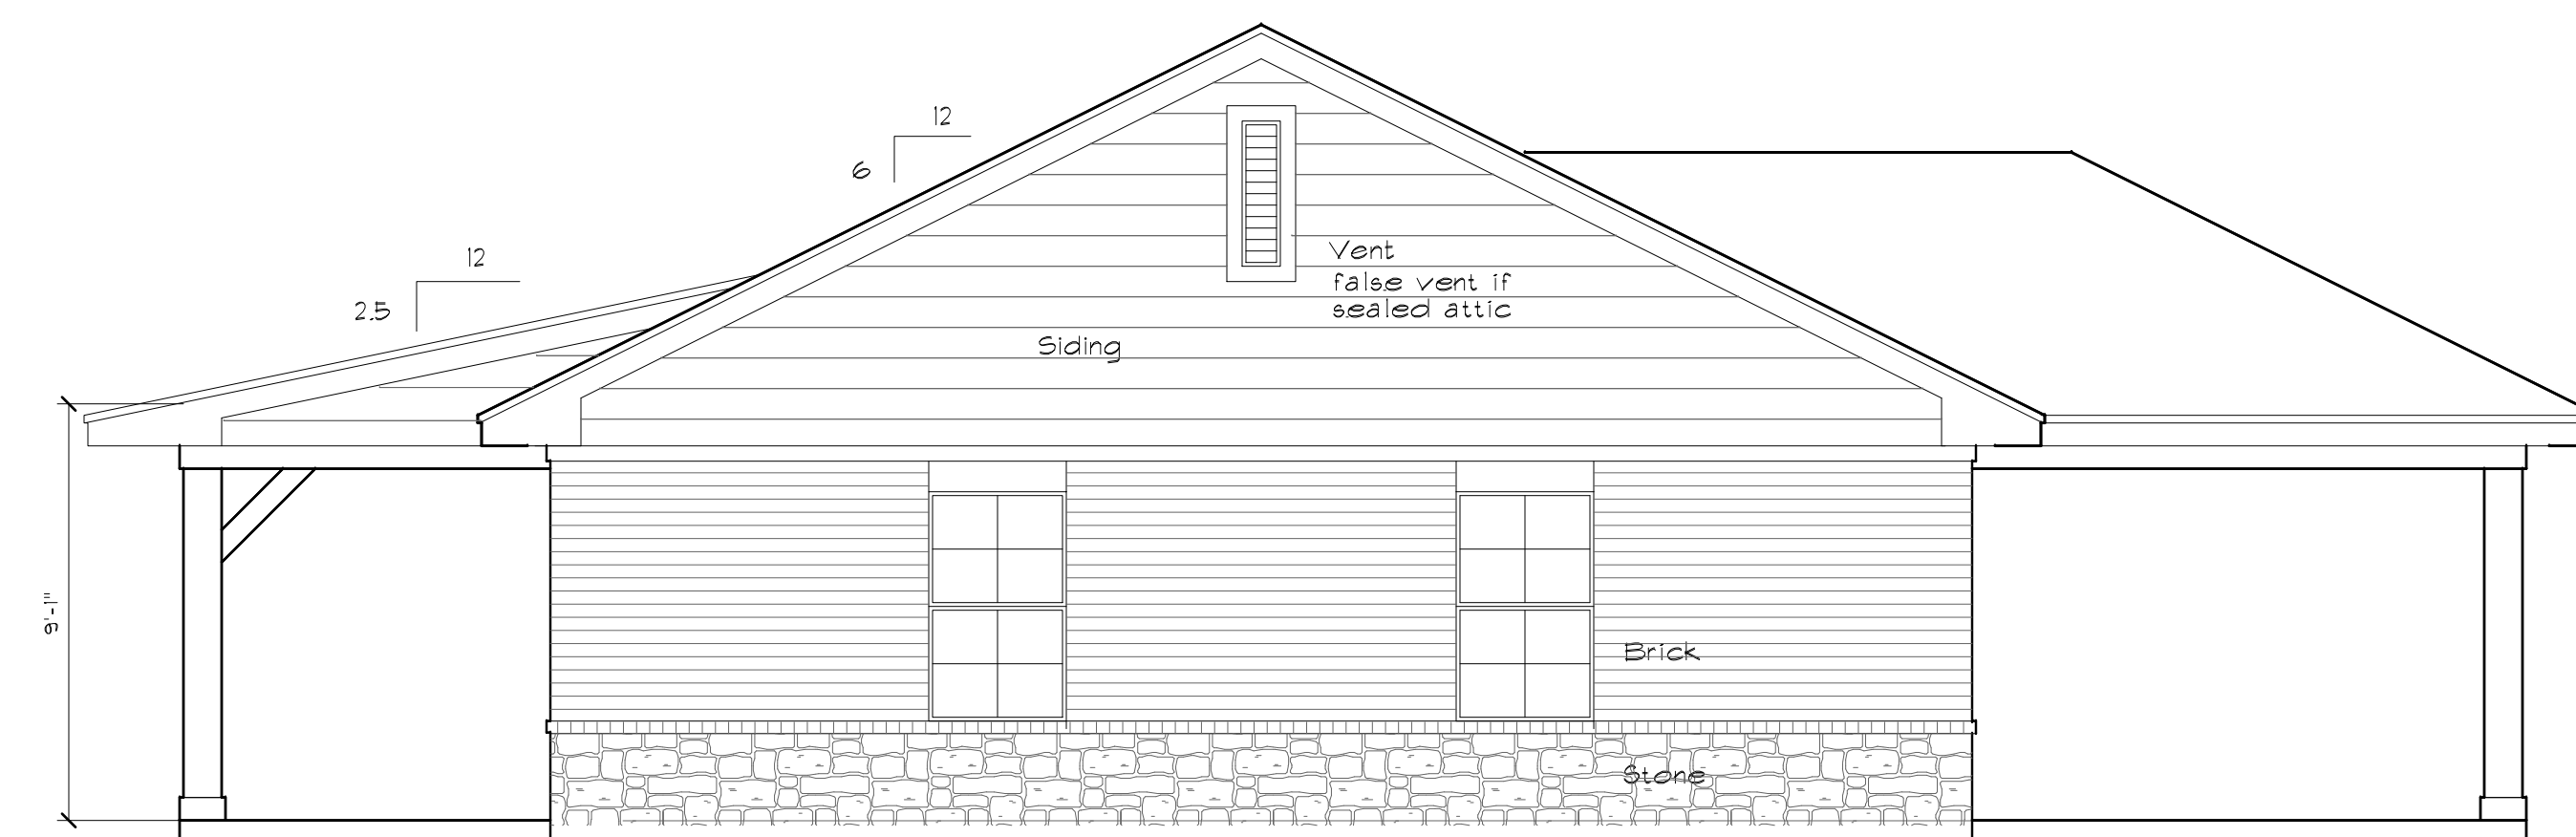 12
6
12
2.5
Vent
false vent if
sealed attic
Siding
9'-1"
Brick
Stone